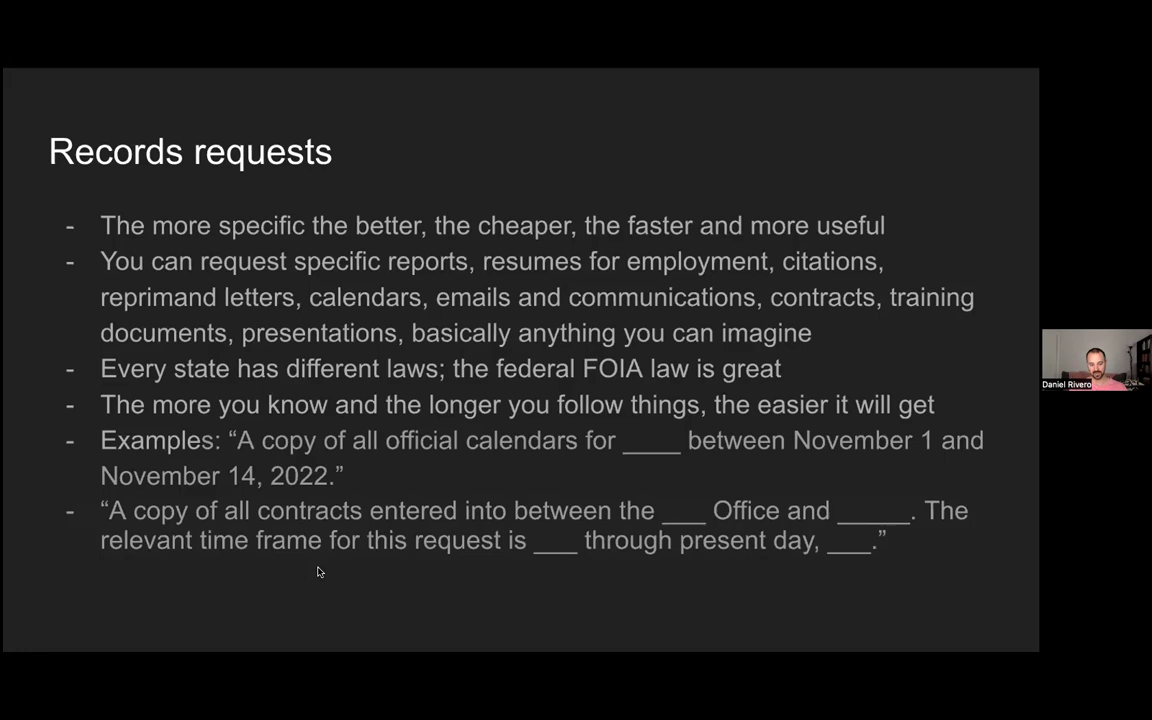 Records requests
- The more specific the better, the cheaper, the faster and more useful
- You can request specific reports, resumes for employment, citations,
reprimand letters, calendars, emails and communications, contracts, training
documents, presentations, basically anything you can imagine
- Every state has different laws; the federal FOIA law is great
- The more you know and the longer you follow things, the easier it will get
- Examples: “A copy of all official calendars for ____ between November 1 and
November 14, 2022.”
- “A copy of all contracts entered into between the ___ Office and _____. The
relevant time frame for this request is ___ through present day, ___.”
Daniel Rivero